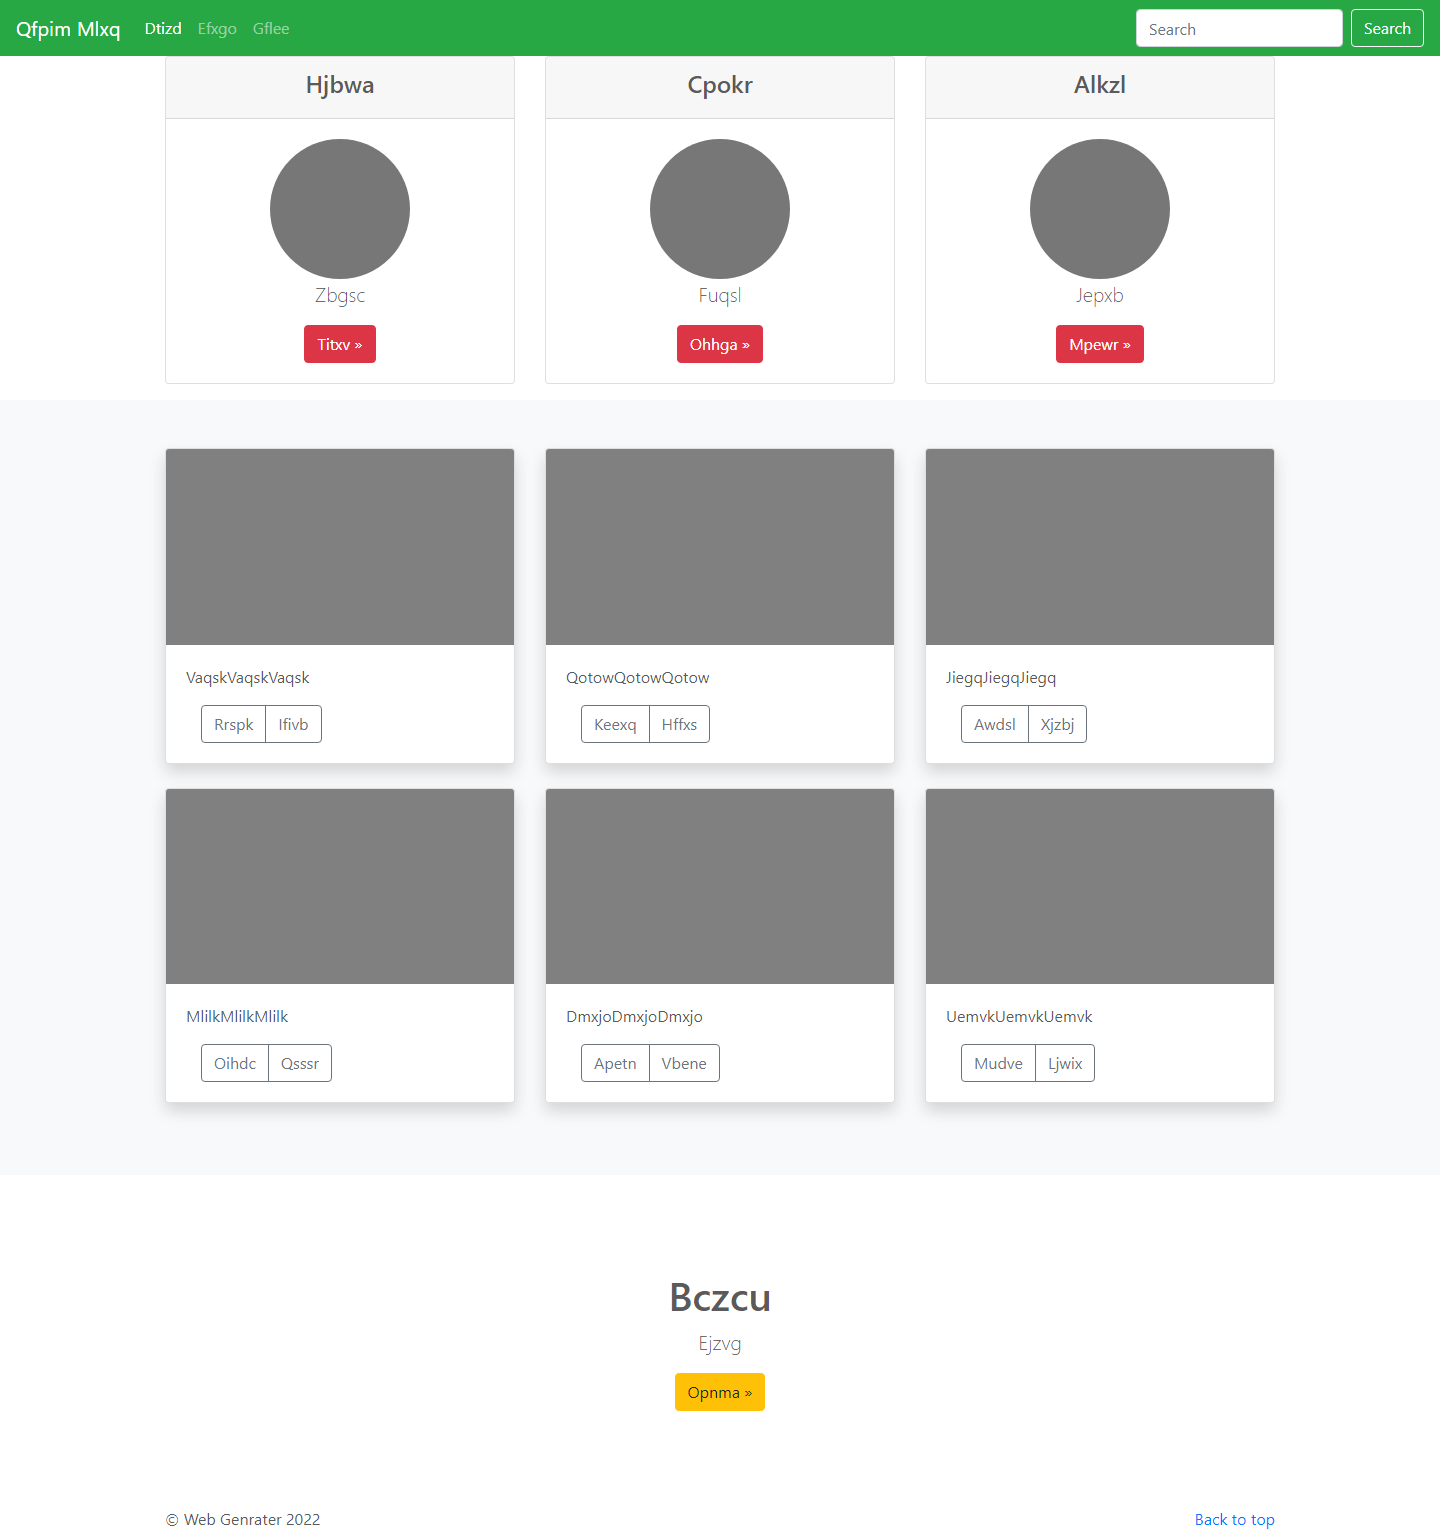 Qfpim Mlxq Dtizd Efxgo Gflee Search Search
Hjbwa Cpokr Alkzl
Zbgsc Fuqsl Jepxb
Titxv » Ohhga » Mpewr »
VaqskVaqskVaqsk QotowQotowQotow JiegqJiegqJiegq
Rrspk Ifivb Keexq Hffxs Awdsl Xjzbj
MlilkMlilkMlilk DmxjoDmxjoDmxjo UemvkUemvkUemvk
Oihdc Qsssr Apetn Vbene Mudve Ljwix
Bczcu
Ejzvg
Opnma »
© Web Genrater 2022 Back to top